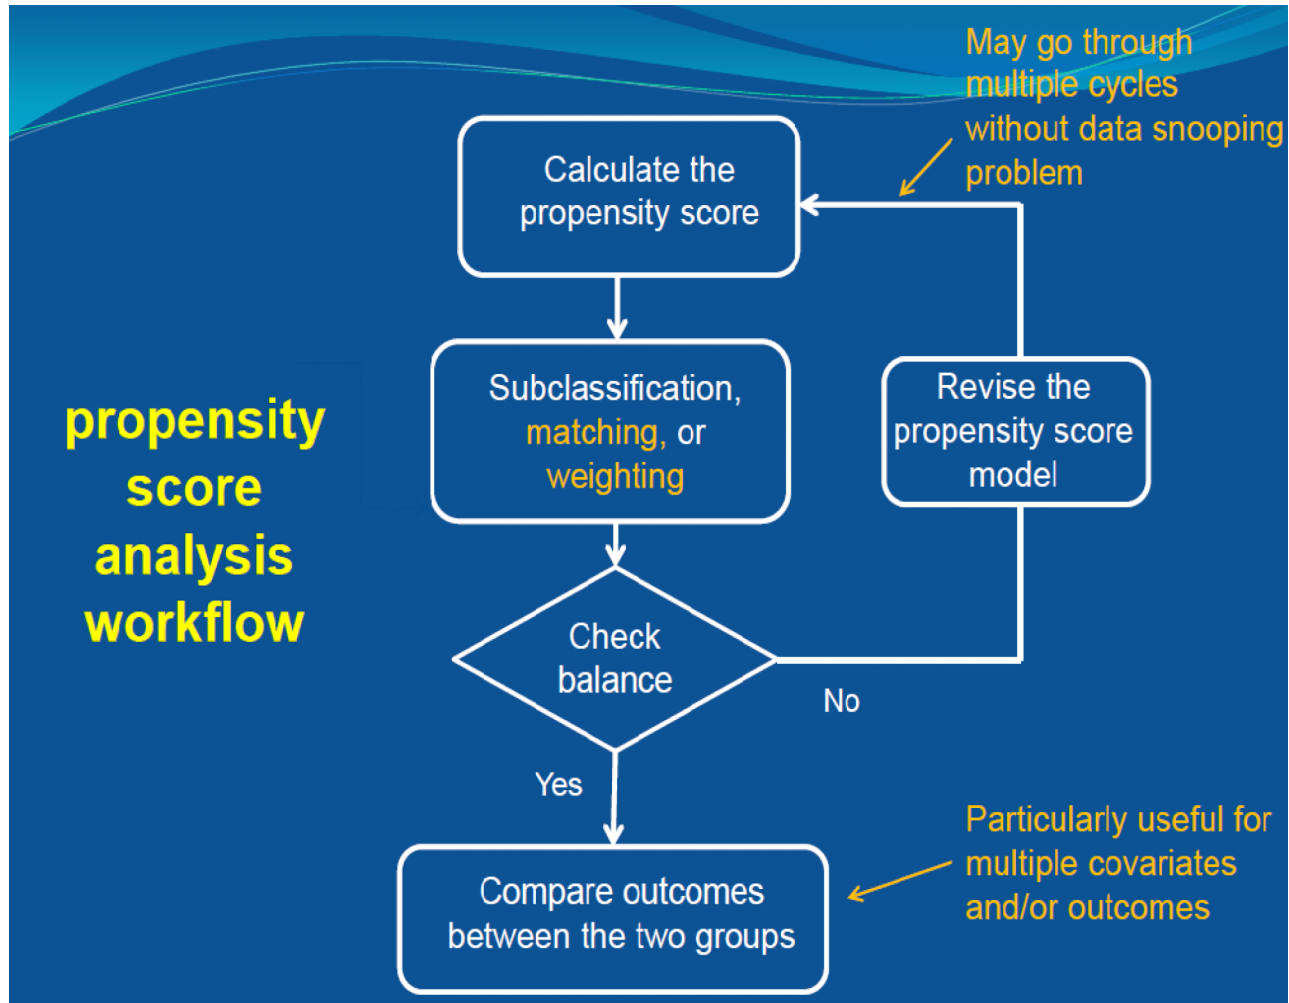 May go through
multiple cycles
without data snooping
problem
Calculate the
propensity score
Subclassification,
matching, or
weighting
Revise the
propensity score
model
propensity
score
analysis
workflow
Check
balance
No
Yes
Particularly useful for
multiple covariates
and/or outcomes
Compare outcomes
between the two groups